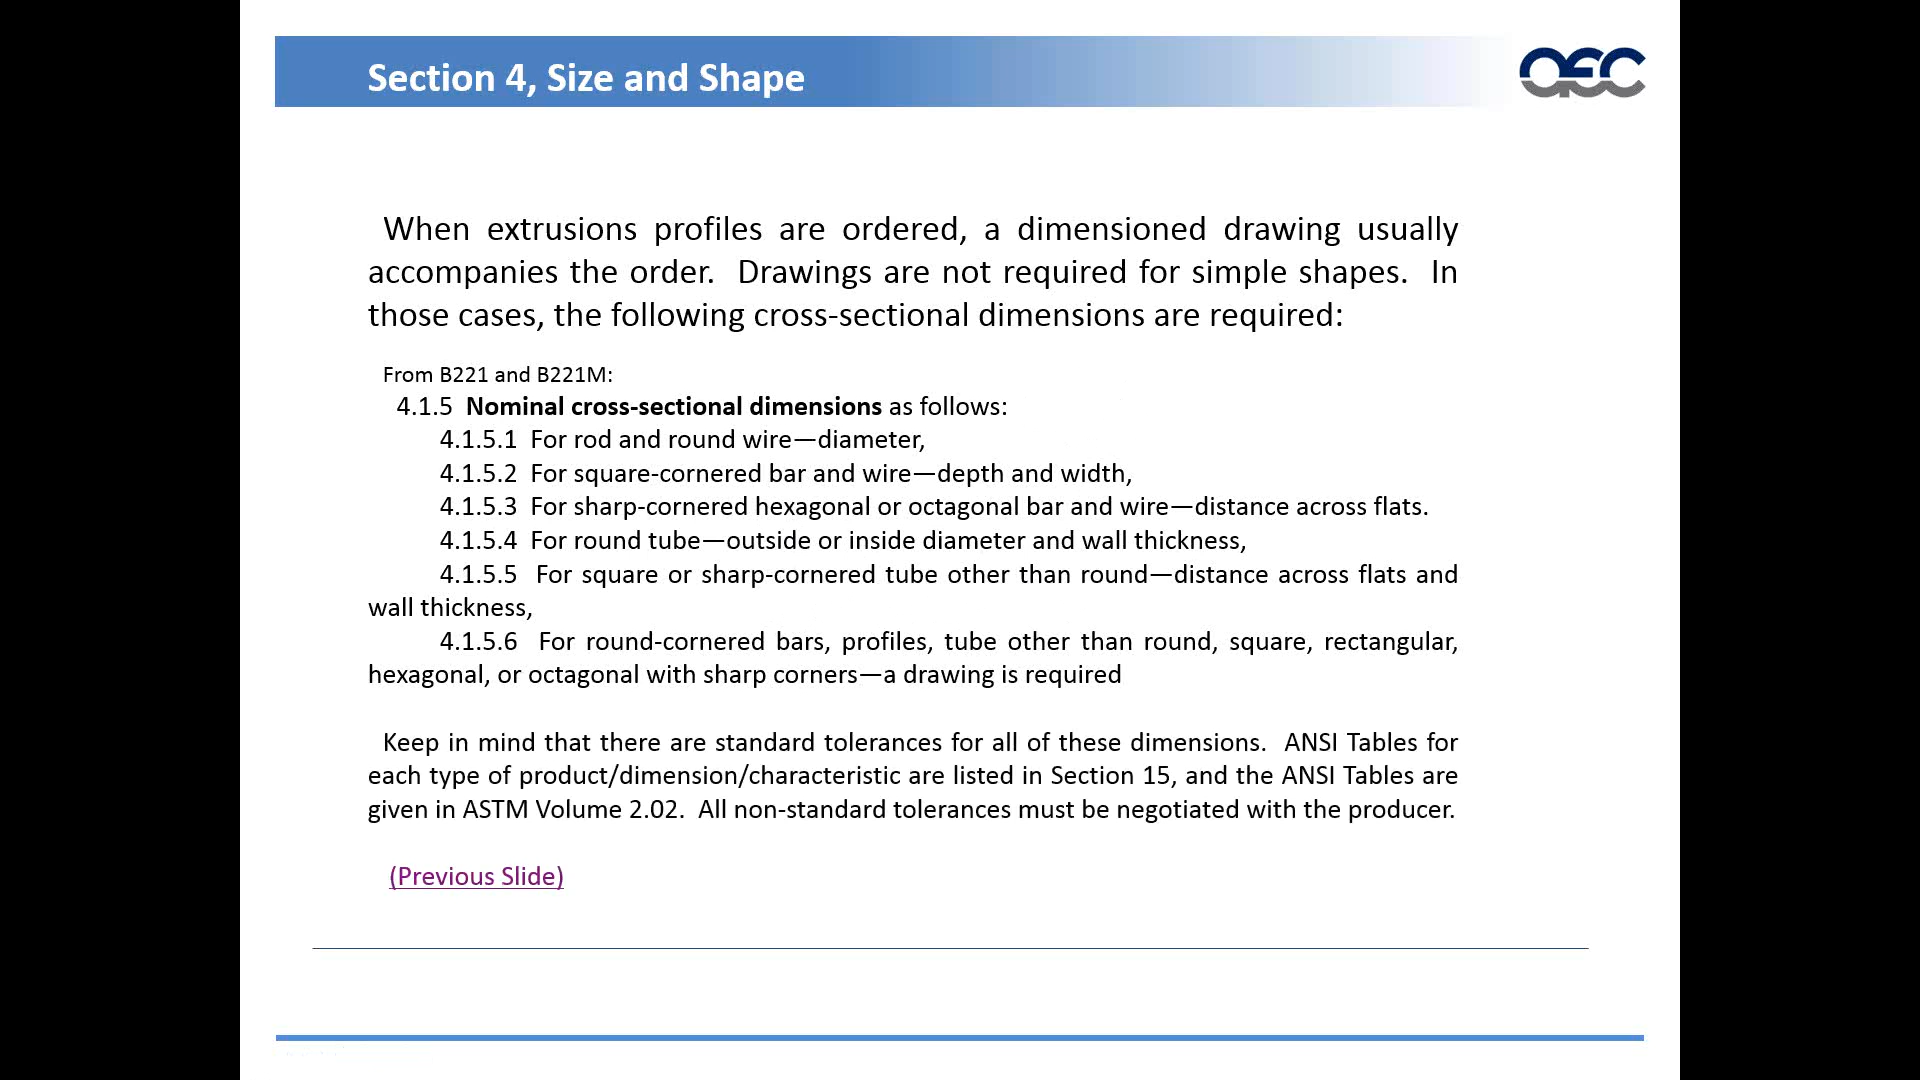 Section 4, Size and Shape
AEC
When extrusions profiles are ordered, a dimensioned drawing usually
accompanies the order. Drawings are not required for simple shapes. In
those cases, the following cross-sectional dimensions are required:
From B221 and B221M:
4.1.5 Nominal cross-sectional dimensions as follows:
4.1.5.1 For rod and round wire—diameter,
4.1.5.2 For square-cornered bar and wire—depth and width,
4.1.5.3 For sharp-cornered hexagonal or octagonal bar and wire—distance across flats.
4.1.5.4 For round tube—outside or inside diameter and wall thickness,
4.1.5.5 For square or sharp-cornered tube other than round—distance across flats and
wall thickness,
4.1.5.6 For round-cornered bars, profiles, tube other than round, square, rectangular,
hexagonal, or octagonal with sharp corners—a drawing is required
Keep in mind that there are standard tolerances for all of these dimensions. ANSI Tables for
each type of product/dimension/characteristic are listed in Section 15, and the ANSI Tables are
given in ASTM Volume 2.02. All non-standard tolerances must be negotiated with the producer.
(Previous Slide)